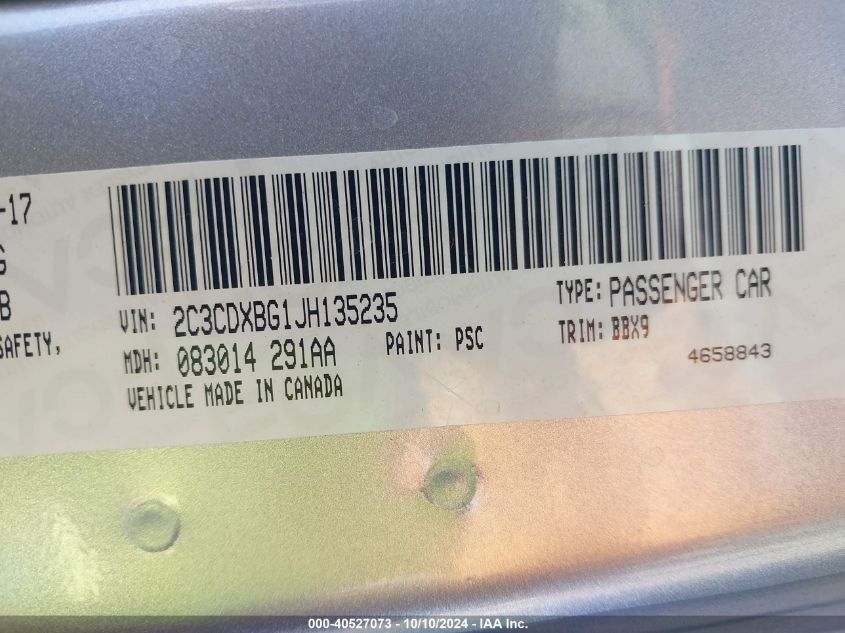 -17
G
B
SAFETY,
VIN: 2C3CDXBG1JH135235
TYPE: PASSENGER CAR
MDH: 083014 291AA
PAINT: PSC
TRIM: BBX9
VEHICLE MADE IN CANADA
4658843
000-40527073 - 10/10/2024 - IAA Inc.